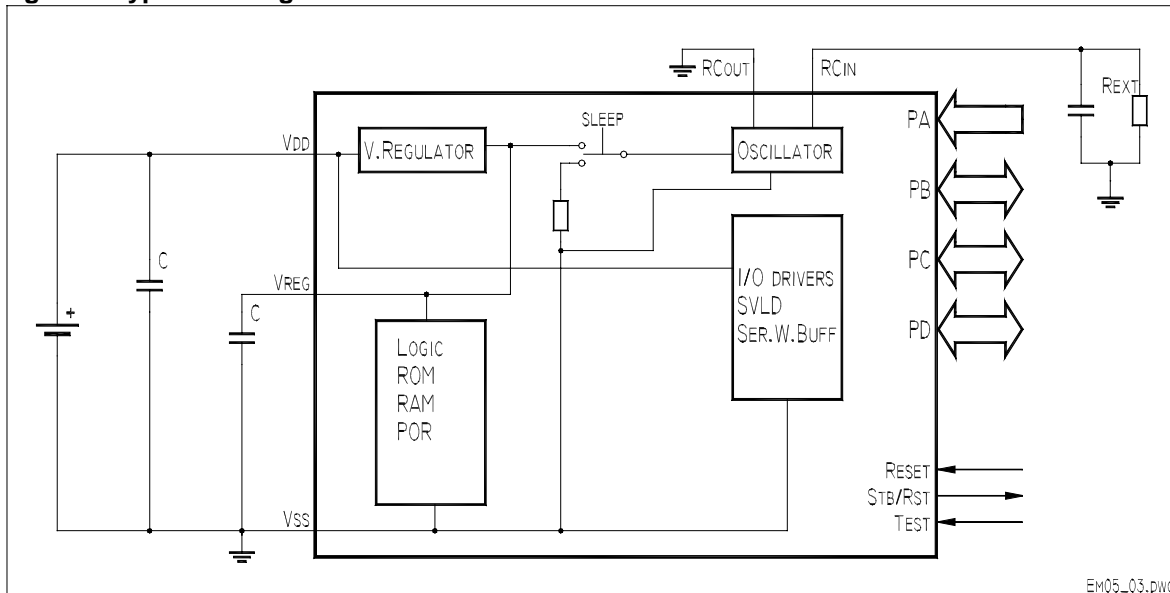 RCOUT
RCIN
REXT
SLEEP
VDD
V.REGULATOR
OSCILLATOR
PA
PB
C
VREG
C
PC
I/O DRIVERS
SVLD
SER.W.BUFF
PD
LOGIC
ROM
RAM
POR
RESET
STB/RST
TEST
VSS
+
EM05_03.DWG